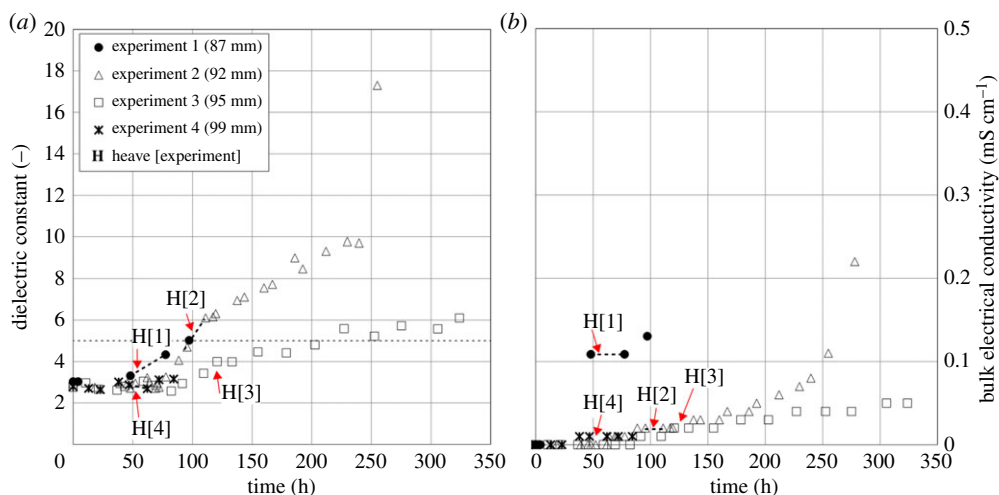 (a)
20
18
16
14
12
10
8
6
4
2
dielectric constant (–)
experiment 1 (87 mm)
experiment 2 (92 mm)
experiment 3 (95 mm)
experiment 4 (99 mm)
H heave [experiment]
H[2]
H[1]
H[3]
H[4]
0 50 100 150 200 250 300 350
time (h)
(b)
0.5
0.4
0.3
0.2
0.1
0
bulk electrical conductivity (mS cm⁻¹)
H[1]
H[2]
H[3]
H[4]
0 50 100 150 200 250 300 350
time (h)